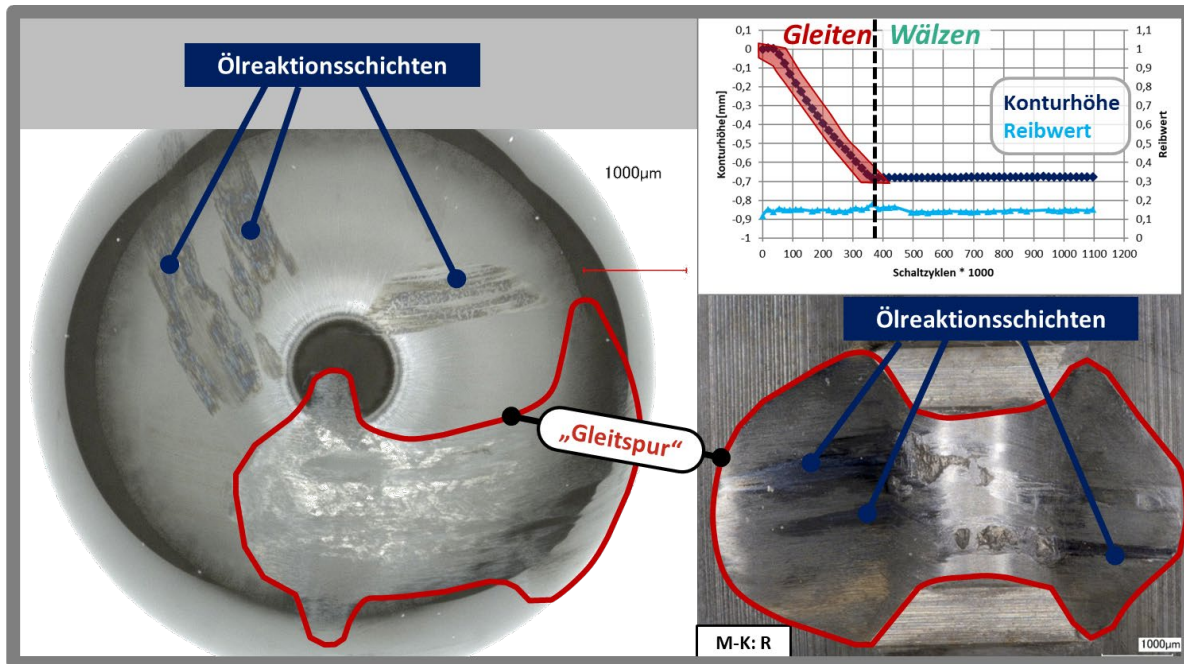 Ölreaktionsschichten
1000µm
„Gleitspur“
Gleiten Wälzen
Konturhöhe[mm]
0,1
0
-0,1
-0,2
-0,3
-0,4
-0,5
-0,6
-0,7
-0,8
-0,9
-1
Konturhöhe
Reibwert
1,1
1
0,9
0,8
0,7
0,6
0,5
0,4
0,3
0,2
0,1
0
Reibwert
0 100 200 300 400 500 600 700 800 900 1000 1100 1200
Schaltzyklen * 1000
Ölreaktionsschichten
M-K: R
1000µm